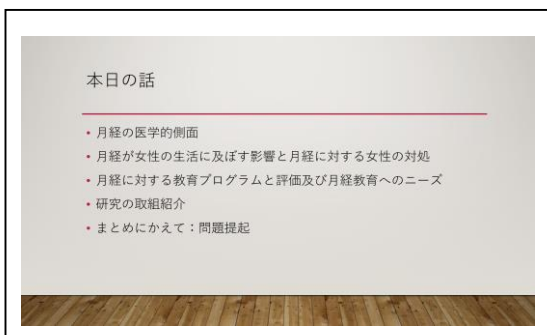 本日の話
• 月経の医学的側面
• 月経が女性の生活に及ぼす影響と月経に対する女性の対処
• 月経に対する教育プログラムと評価及び月経教育へのニーズ
• 研究の取組紹介
• まとめにかえて：問題提起